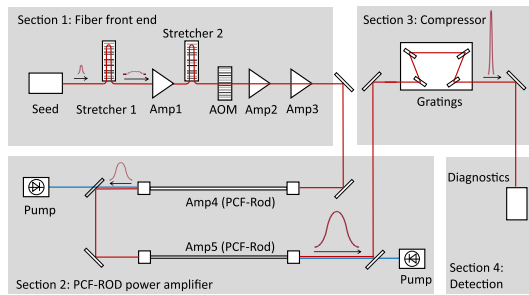 Section 1: Fiber front end
Stretcher 2
Seed
Stretcher 1
Amp1
AOM
Amp2
Amp3
Section 3: Compressor
Gratings
Pump
Amp4 (PCF-Rod)
Amp5 (PCF-Rod)
Pump
Section 2: PCF-ROD power amplifier
Diagnostics
Section 4:
Detection